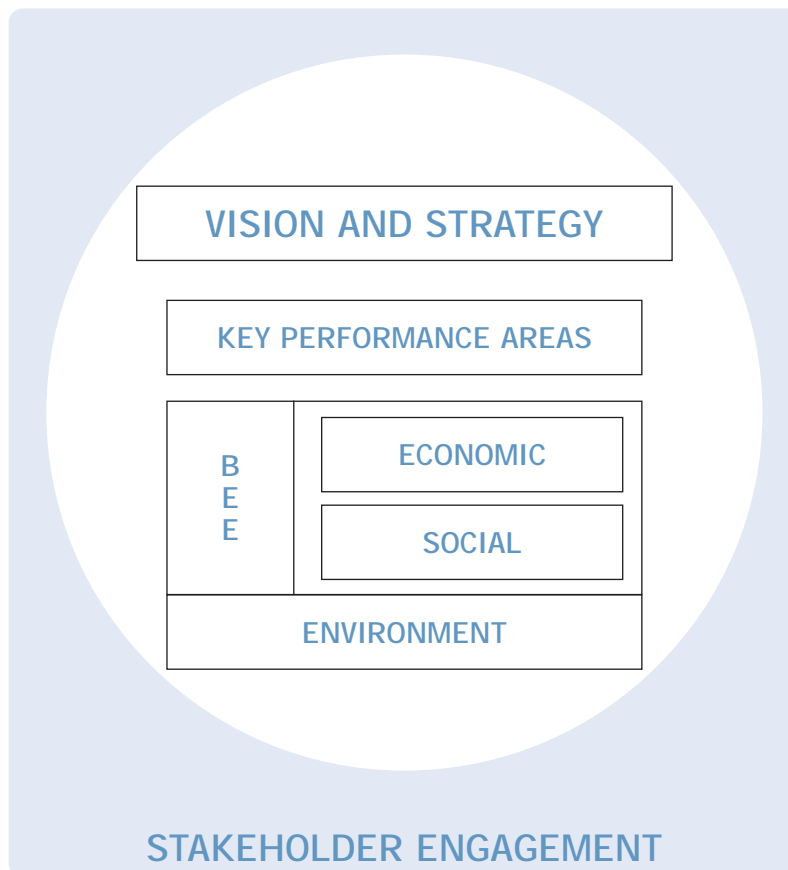 VISION AND STRATEGY
KEY PERFORMANCE AREAS
B
E
E
ECONOMIC
SOCIAL
ENVIRONMENT
STAKEHOLDER ENGAGEMENT